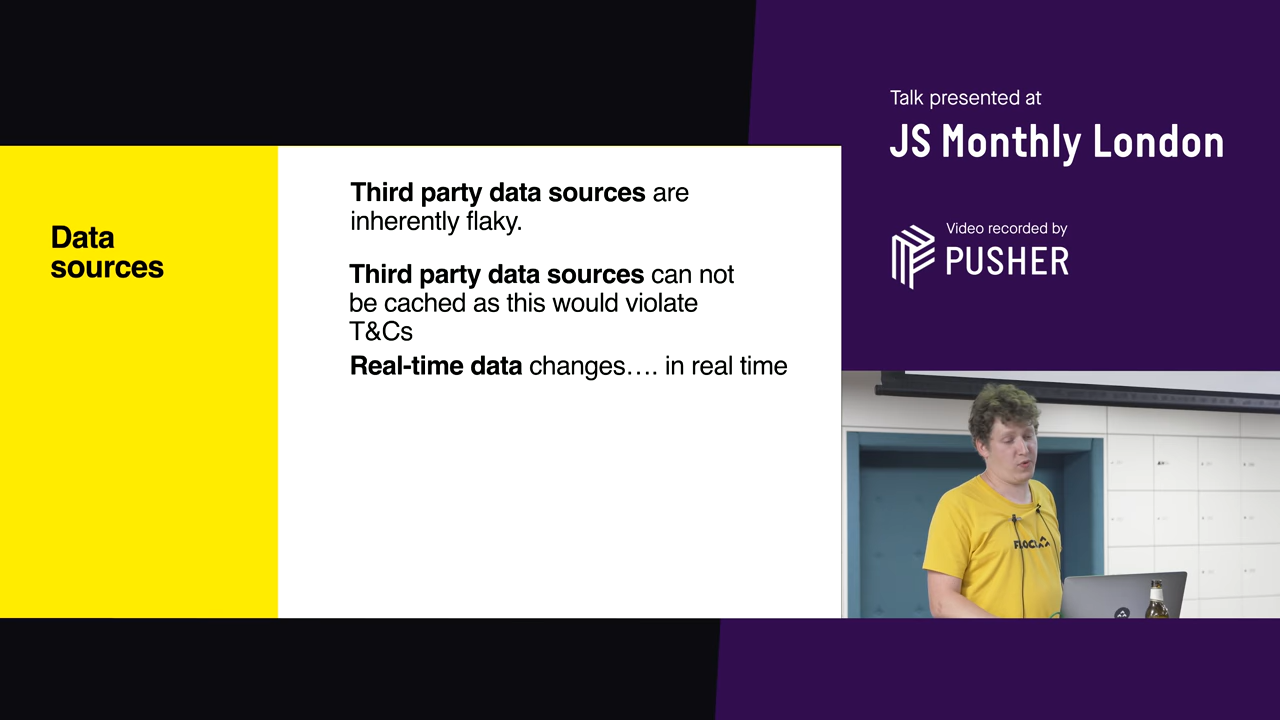 Data
sources
Third party data sources are
inherently flaky.
Third party data sources can not
be cached as this would violate
T&Cs
Real-time data changes…. in real time
Talk presented at
JS Monthly London
Video recorded by
PUSHER